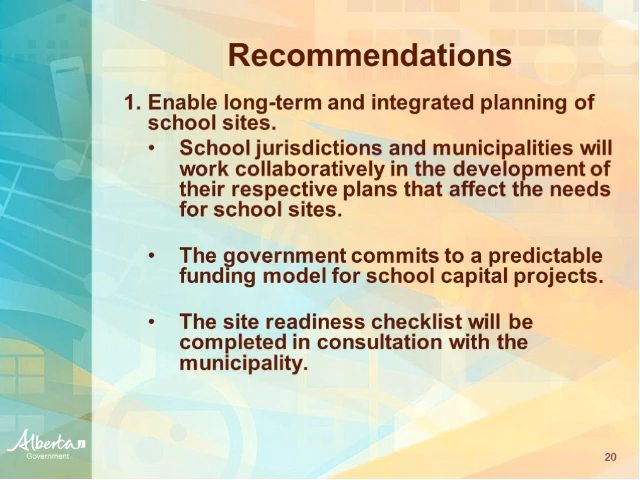 Recommendations
1. Enable long-term and integrated planning of
school sites.
• School jurisdictions and municipalities will
work collaboratively in the development of
their respective plans that affect the needs
for school sites.
• The government commits to a predictable
funding model for school capital projects.
• The site readiness checklist will be
completed in consultation with the
municipality.
Alberta
Government
20